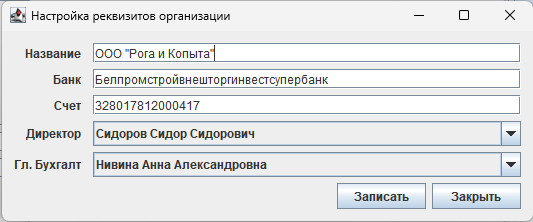 Настройка реквизитов организации
Название ООО "Рога и Копыта"
Банк Белпромстройвнешторгинвестсупербанк
Счет 328017812000417
Директор Сидоров Сидор Сидорович
Гл. Бухгалт Нивина Анна Александровна
Записать Закрыть